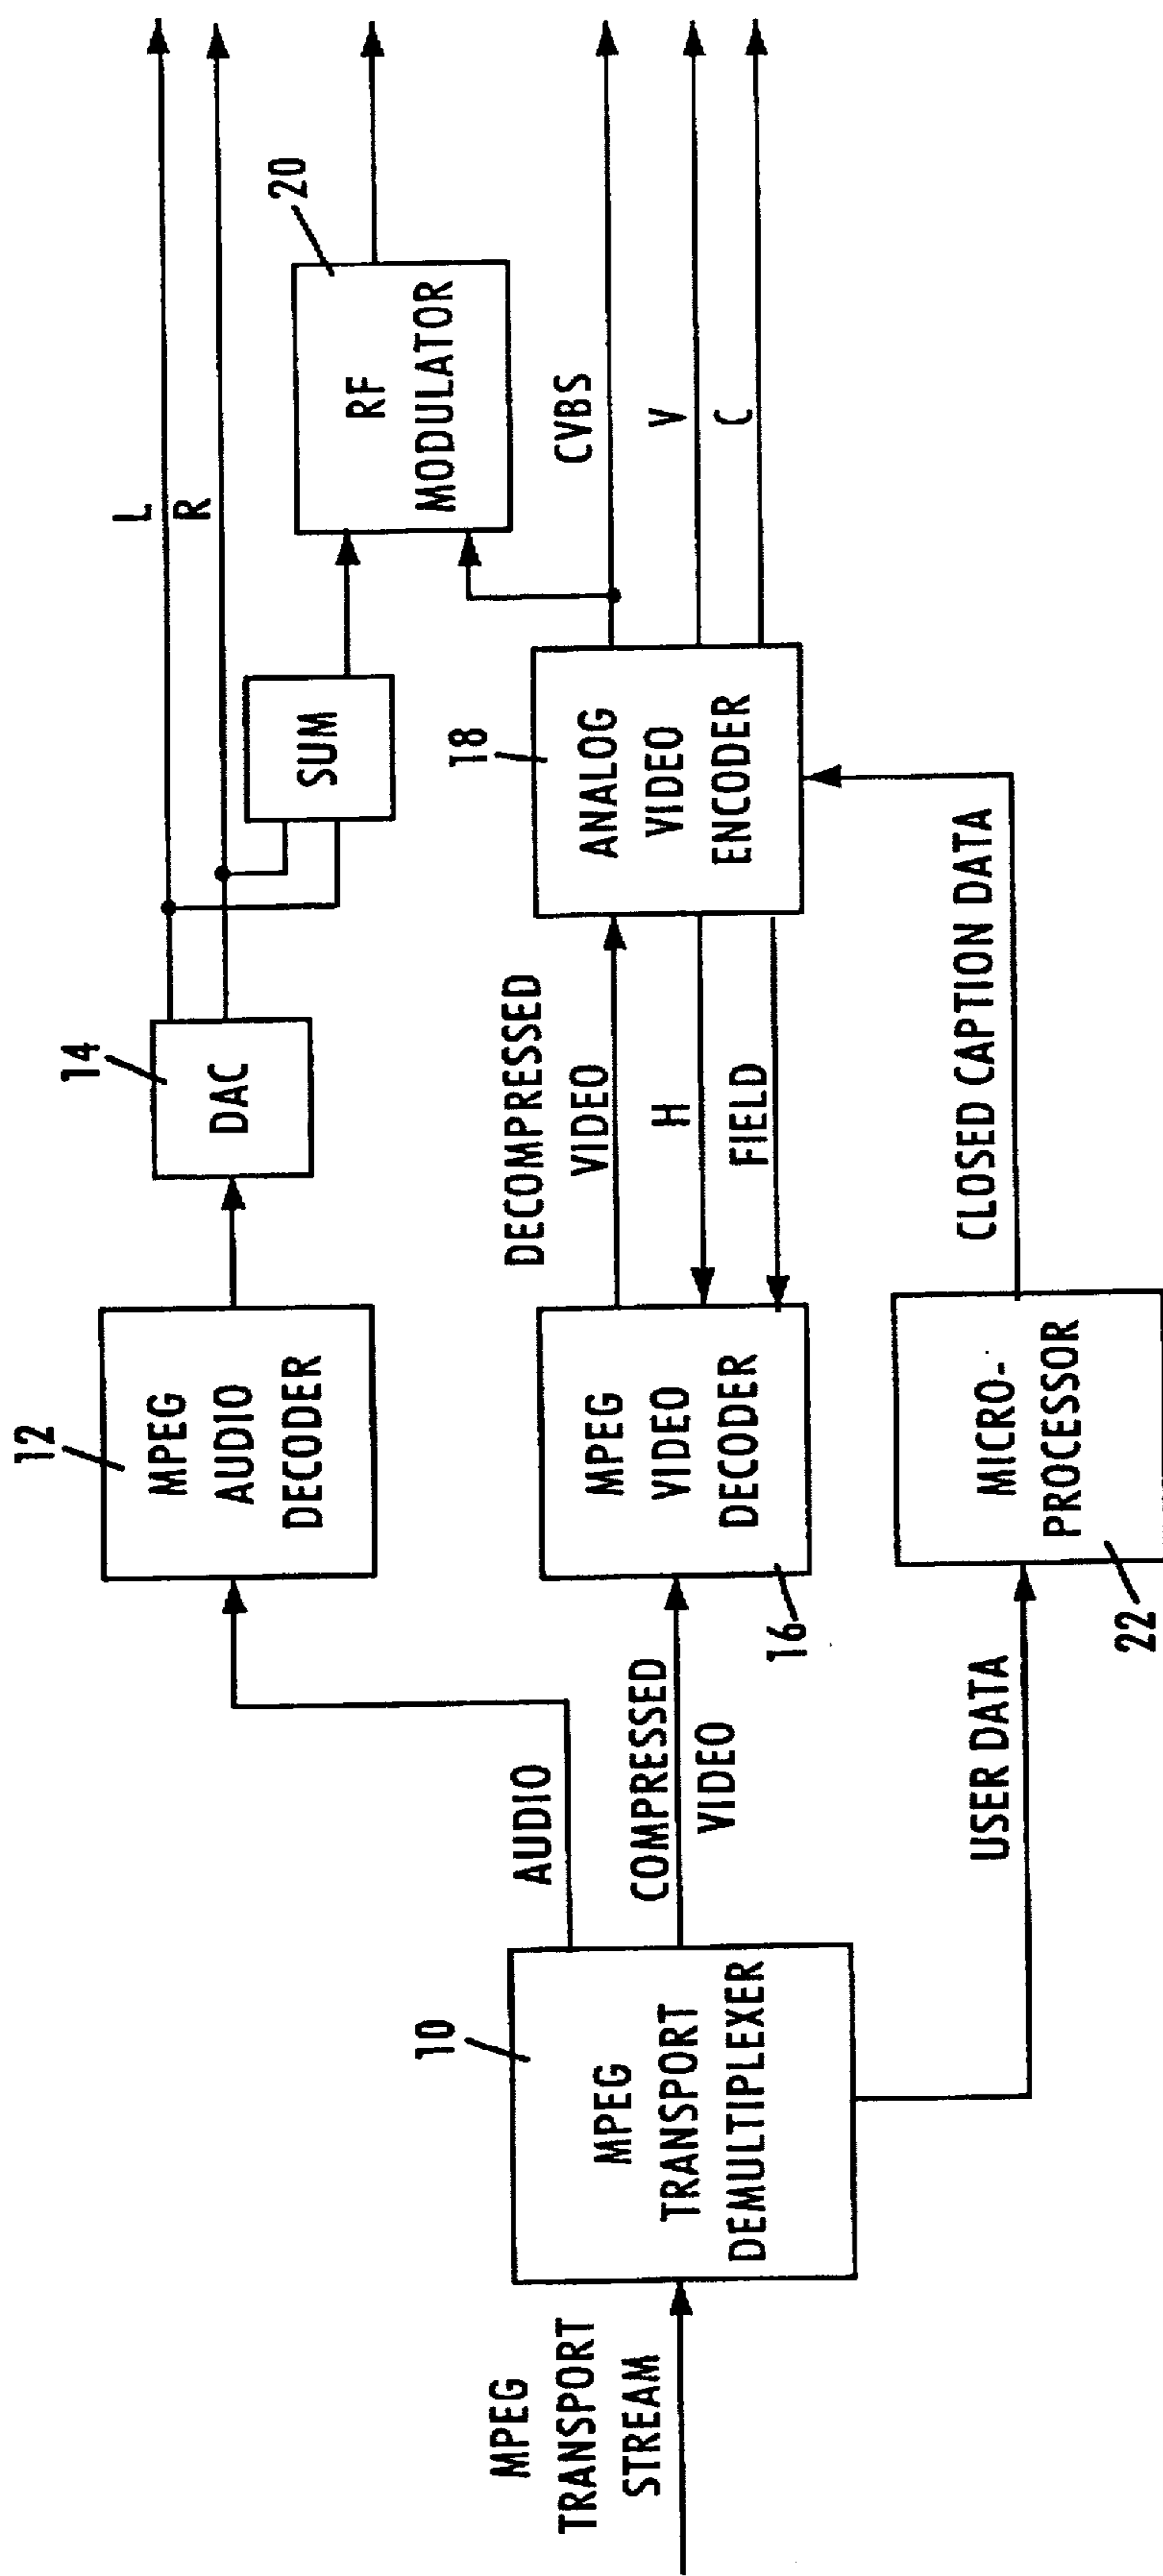 MPEG
TRANSPORT
STREAM
10
MPEG
TRANSPORT
DEMULTIPLEXER
AUDIO
COMPRESSED
VIDEO
USER DATA
12
MPEG
AUDIO
DECODER
16
MPEG
VIDEO
DECODER
22
MICRO-
PROCESSOR
14
DAC
DECOMPRESSED
VIDEO
H
FIELD
CLOSED CAPTION DATA
SUM
18
ANALOG
VIDEO
ENCODER
L
R
20
RF
MODULATOR
CVBS
V
C